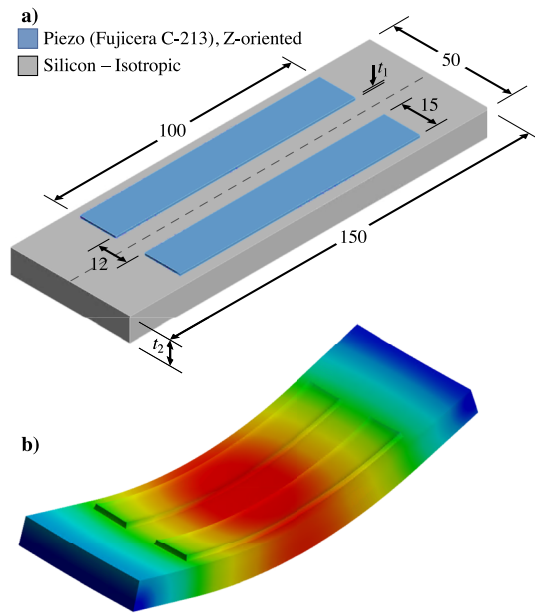 a)
Piezo (Fujicera C-213), Z-oriented
Silicon – Isotropic
50
t₁
15
100
150
12
t₂
b)